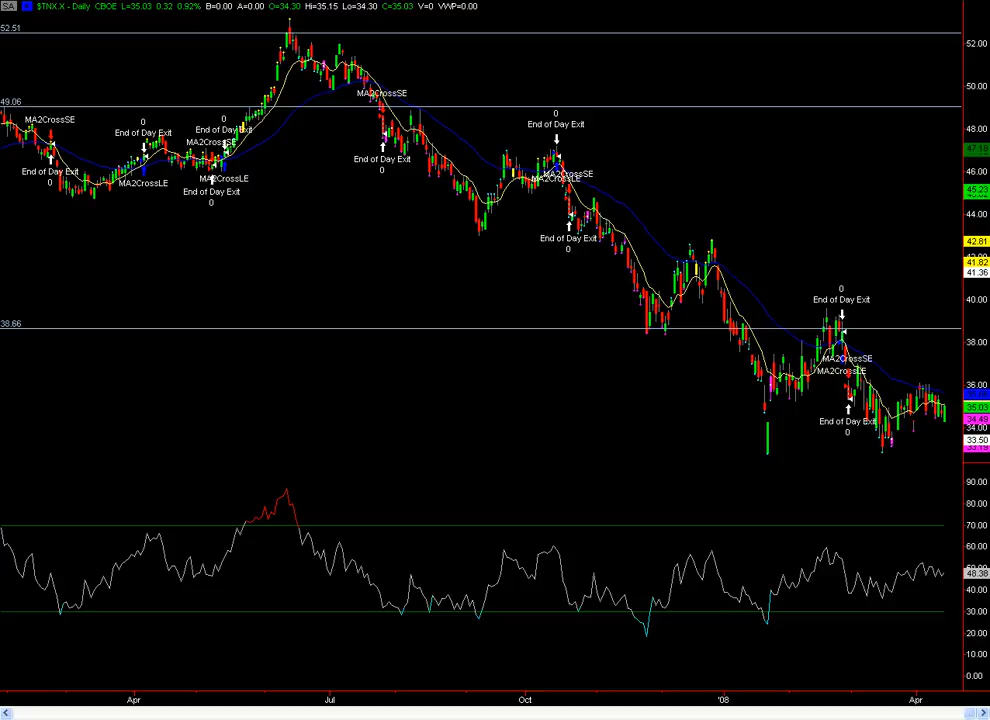 SA $TNX.X - Daily CBOE L=35.03 0.32 0.92% B=0.00 A=0.00 O=34.30 Hi=35.15 Lo=34.30 C=35.03 V=0 VWP=0.00
52.51
52.00
50.00
49.06
MA2CrossSE
MA2CrossSE
0
0
0
48.00
End of Day Exit
End of Day Exit
End of Day Exit
MA2CrossSE
47.18
End of Day Exit
End of Day Exit
0
46.00
MA2CrossSE
MA2CrossLE
0
MA2CrossLE
MA2CrossLE
45.23
End of Day Exit
0
44.00
End of Day Exit
0
42.81
42.00
41.82
41.36
0
End of Day Exit
40.00
38.66
38.00
MA2CrossSE
MA2CrossLE
36.00
35.03
34.49
End of Day Exit
0
34.00
33.50
33.19
90.00
80.00
70.00
60.00
50.00
48.38
40.00
30.00
20.00
10.00
0.00
Apr
Jul
Oct
'08
Apr